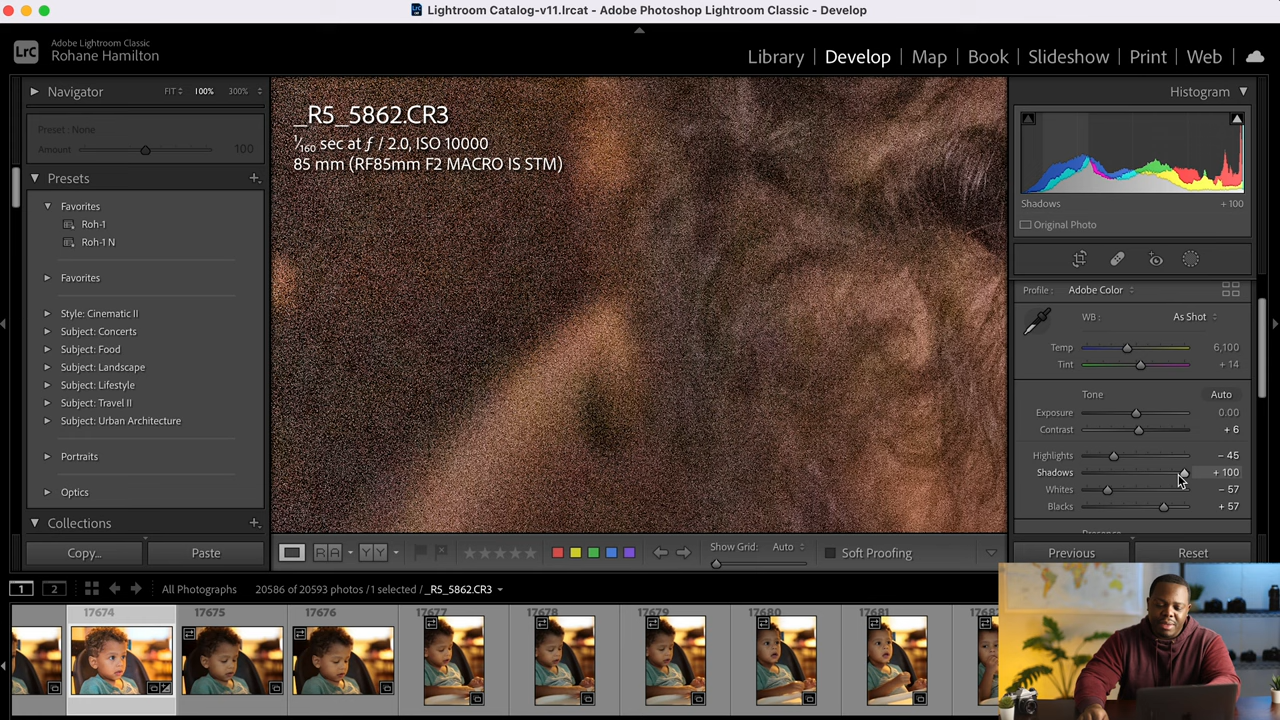 Lightroom Catalog-v11.lrcat - Adobe Photoshop Lightroom Classic - Develop
LrC
Adobe Lightroom Classic
Rohane Hamilton
Library | Develop | Map | Book | Slideshow | Print | Web
Navigator FIT 100% 300%
Preset: None
Amount 100
Presets
Favorites
Roh-1
Roh-1 N
Favorites
Style: Cinematic II
Subject: Concerts
Subject: Food
Subject: Landscape
Subject: Lifestyle
Subject: Travel II
Subject: Urban Architecture
Portraits
Optics
Collections
Copy... Paste
_R5_5862.CR3
1/160 sec at ƒ / 2.0, ISO 10000
85 mm (RF85mm F2 MACRO IS STM)
Histogram
Shadows + 100
Original Photo
Profile : Adobe Color
WB : As Shot
Temp 6,100
Tint + 14
Tone Auto
Exposure 0.00
Contrast + 6
Highlights − 45
Shadows + 100
Whites − 57
Blacks + 57
Presence
Previous Reset
R A Y Y Show Grid: Auto Soft Proofing
1 2 All Photographs 20586 of 20593 photos / 1 selected / _R5_5862.CR3
17674 17675 17676 17677 17678 17679 17680 17681